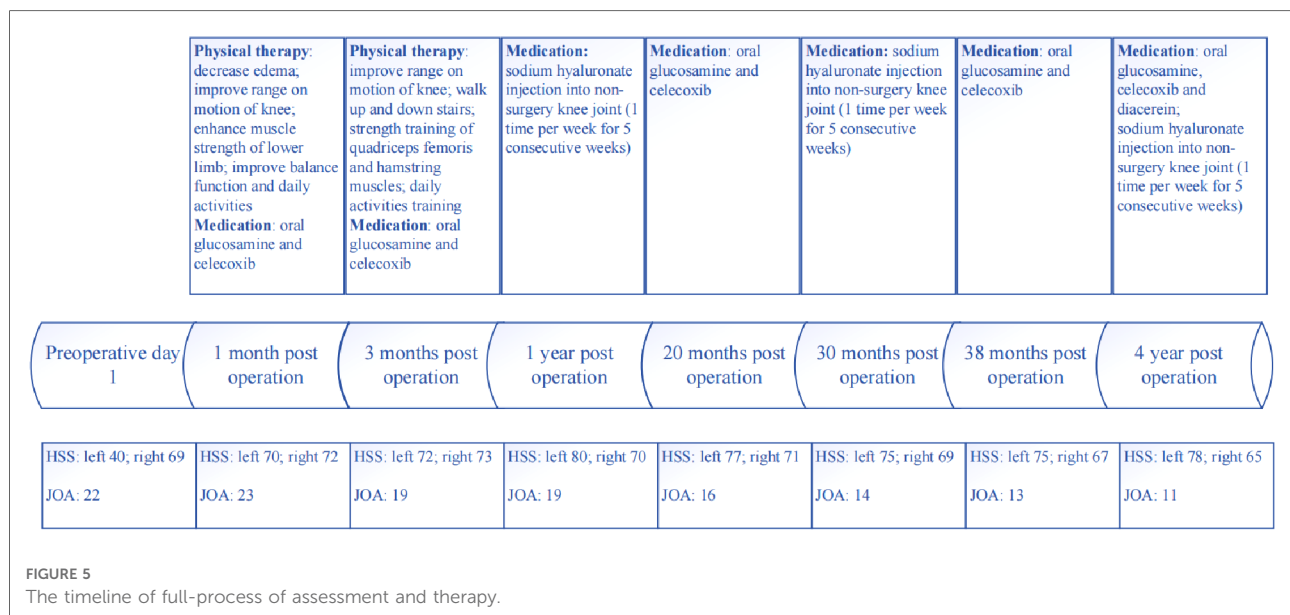 Physical therapy:
decrease edema;
improve range on
motion of knee;
enhance muscle
strength of lower
limb; improve balance
function and daily
activities
Medication: oral
glucosamine and
celecoxib
Physical therapy:
improve range on
motion of knee; walk
up and down stairs;
strength training of
quadriceps femoris
and hamstring
muscles; daily
activities training
Medication: oral
glucosamine and
celecoxib
Medication:
sodium hyaluronate
injection into non-
surgery knee joint (1
time per week for 5
consecutive weeks)
Medication: oral
glucosamine and
celecoxib
Medication: sodium
hyaluronate injection
into non-surgery knee
joint (1 time per week
for 5 consecutive
weeks)
Medication: oral
glucosamine and
celecoxib
Medication: oral
glucosamine,
celecoxib and
diacerein;
sodium hyaluronate
injection into non-
surgery knee joint (1
time per week for 5
consecutive weeks)
Preoperative day
1
1 month post
operation
3 months post
operation
1 year post
operation
20 months post
operation
30 months post
operation
38 months post
operation
4 year post
operation
HSS: left 40; right 69
JOA: 22
HSS: left 70; right 72
JOA: 23
HSS: left 72; right 73
JOA: 19
HSS: left 80; right 70
JOA: 19
HSS: left 77; right 71
JOA: 16
HSS: left 75; right 69
JOA: 14
HSS: left 75; right 67
JOA: 13
HSS: left 78; right 65
JOA: 11
FIGURE 5
The timeline of full-process of assessment and therapy.